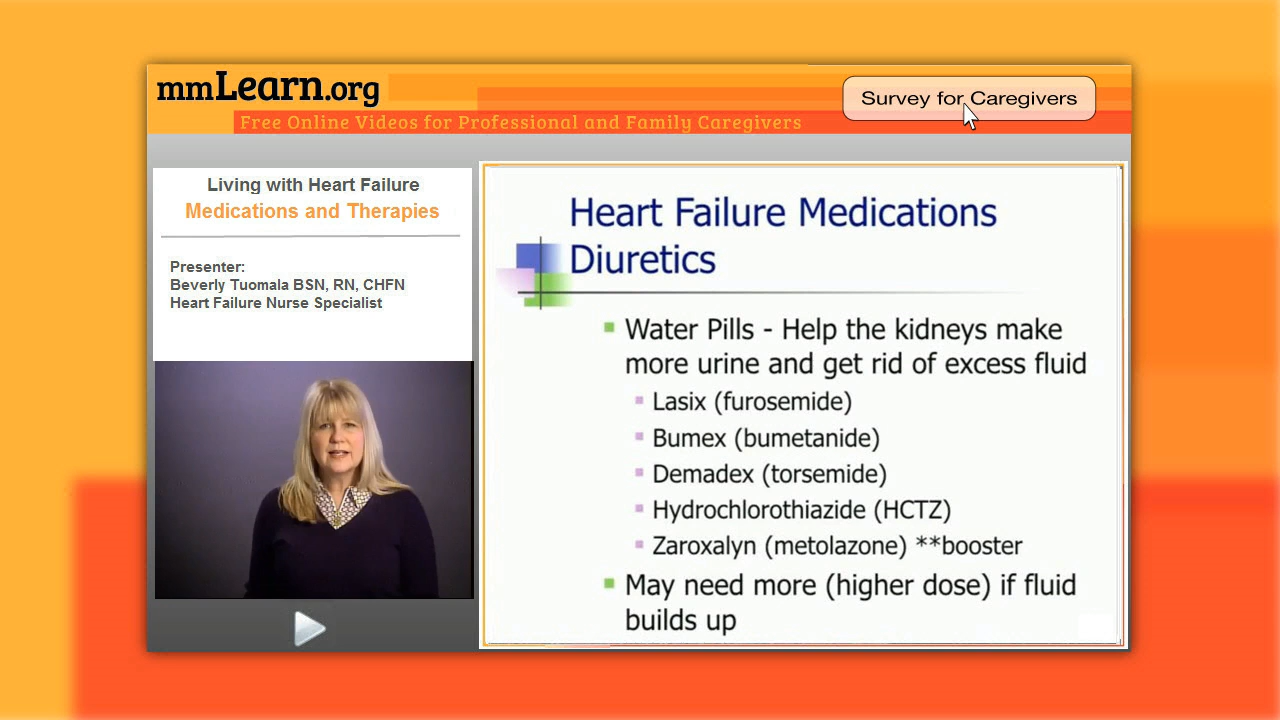 mmLearn.org
Free Online Videos for Professional and Family Caregivers
Survey for Caregivers
Living with Heart Failure
Medications and Therapies
Presenter:
Beverly Tuomala BSN, RN, CHFN
Heart Failure Nurse Specialist
Heart Failure Medications
Diuretics
Water Pills - Help the kidneys make
more urine and get rid of excess fluid
Lasix (furosemide)
Bumex (bumetanide)
Demadex (torsemide)
Hydrochlorothiazide (HCTZ)
Zaroxalyn (metolazone) **booster
May need more (higher dose) if fluid
builds up